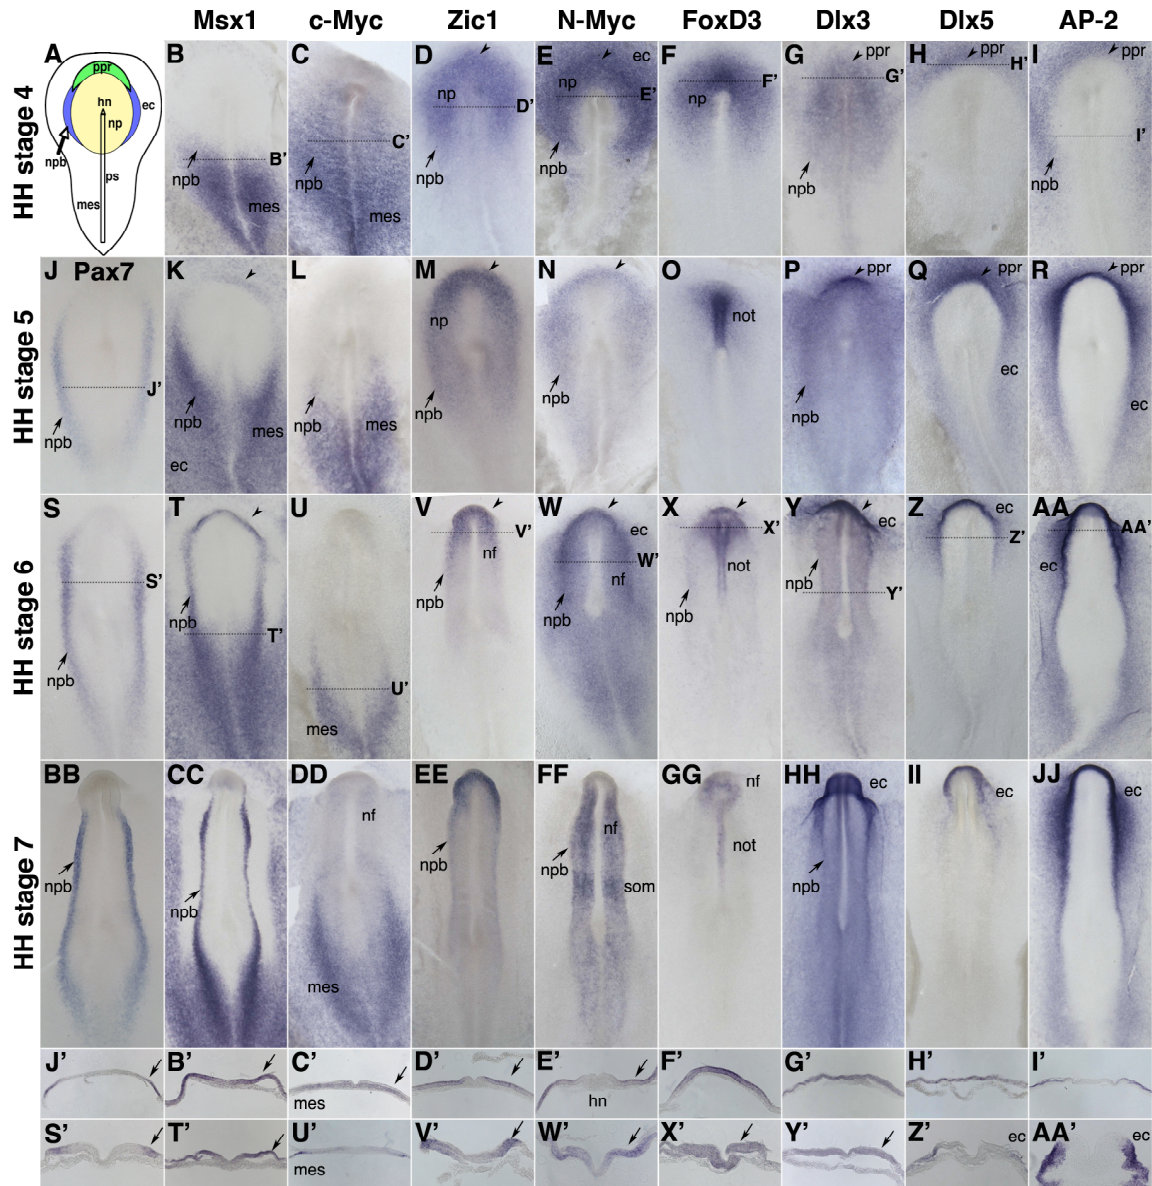 Msx1 c-Myc Zic1 N-Myc FoxD3 Dlx3 Dlx5 AP-2
HH stage 4
A ppr hn np ec npb ps mes
B B' npb mes
C C' npb mes
D np D' npb
E ec np E' npb
F F' np
G ppr G' npb
H ppr H'
I ppr I' npb
HH stage 5
J Pax7 J' npb
K npb mes ec
L npb mes
M np npb
N npb
O not
P ppr npb
Q ppr ec
R ppr ec
HH stage 6
S S' npb
T npb T'
U U' mes
V V' nf npb
W ec W' nf npb
X X' not npb
Y ec npb Y'
Z ec Z'
AA AA' ec
HH stage 7
BB npb
CC npb
DD nf mes
EE npb
FF nf npb som
GG nf not
HH ec npb
II ec
JJ ec
J' B' C' mes D' E' hn F' G' H' I'
S' T' U' mes V' W' X' Y' Z' ec AA' ec